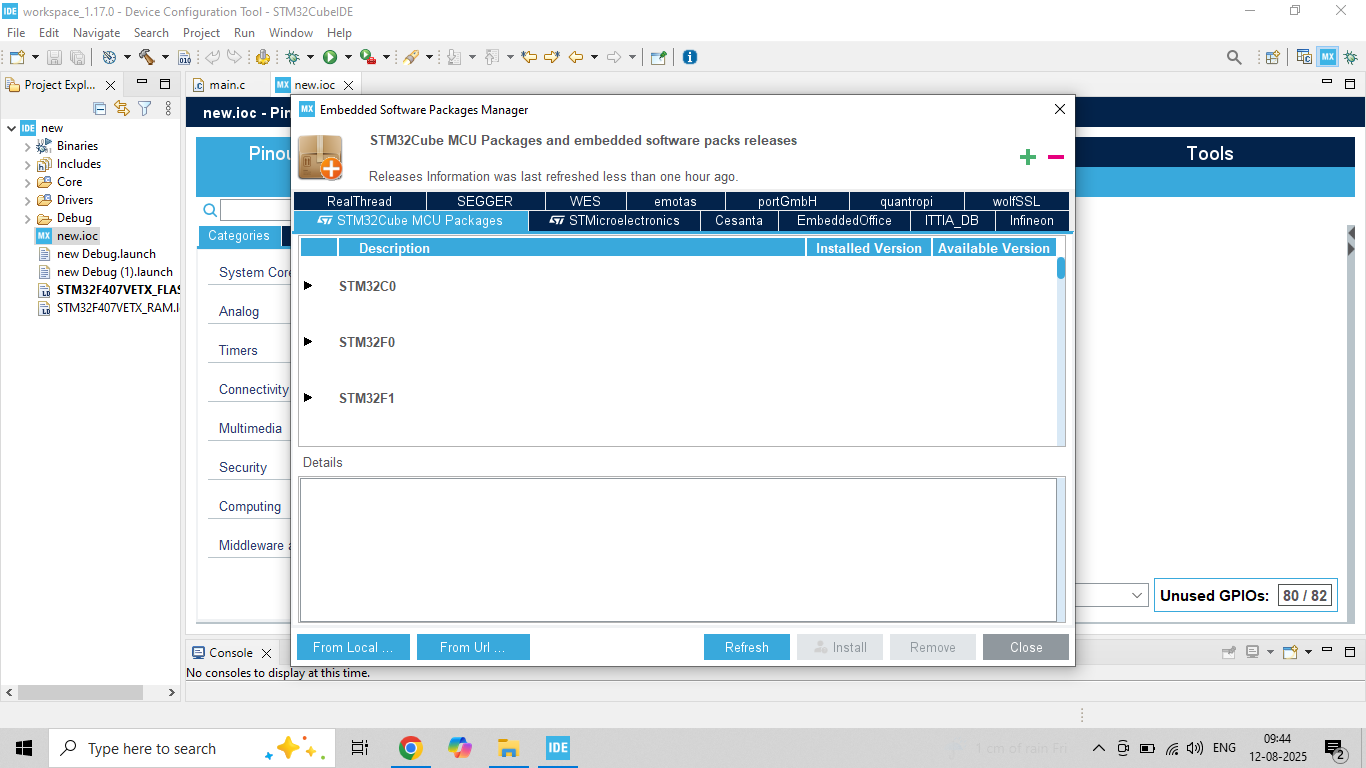 IDE workspace_1.17.0 - Device Configuration Tool - STM32CubeIDE
File Edit Navigate Search Project Run Window Help
Project Expl...
main.c
MX new.ioc
IDE new
Binaries
Includes
Core
Drivers
Debug
MX new.ioc
new Debug.launch
new Debug (1).launch
STM32F407VETX_FLAS
STM32F407VETX_RAM.l
new.ioc - Pin
Pinou
Tools
Categories
System Core
Analog
Timers
Connectivity
Multimedia
Security
Computing
Middleware a
MX Embedded Software Packages Manager
STM32Cube MCU Packages and embedded software packs releases
Releases Information was last refreshed less than one hour ago.
RealThread SEGGER WES emotas portGmbH quantropi wolfSSL
STM32Cube MCU Packages STMicroelectronics Cesanta EmbeddedOffice ITTIA_DB Infineon
Description Installed Version Available Version
STM32C0
STM32F0
STM32F1
Details
From Local ... From Url ... Refresh Install Remove Close
Unused GPIOs: 80 / 82
Console
No consoles to display at this time.
Type here to search
IDE
1 cm of rain Fri
ENG
09:44
12-08-2025
2